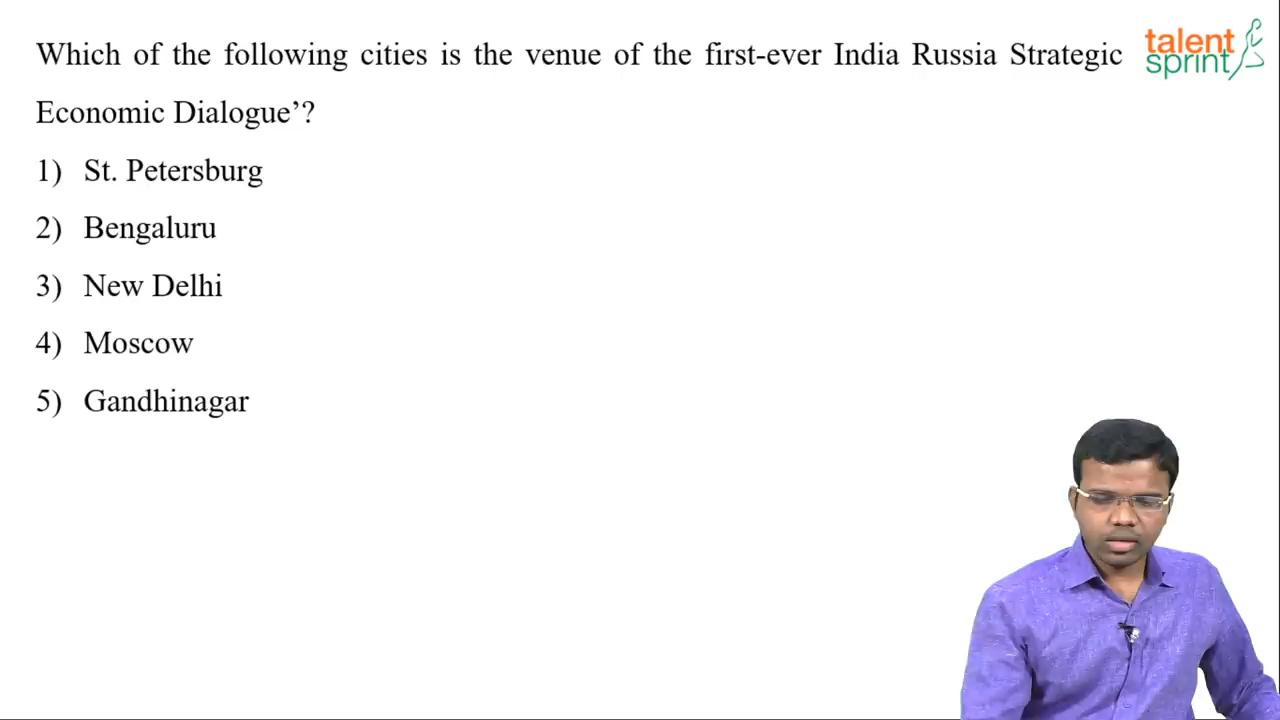 Which of the following cities is the venue of the first-ever India Russia Strategic
Economic Dialogue’?
1) St. Petersburg
2) Bengaluru
3) New Delhi
4) Moscow
5) Gandhinagar
talent
sprint